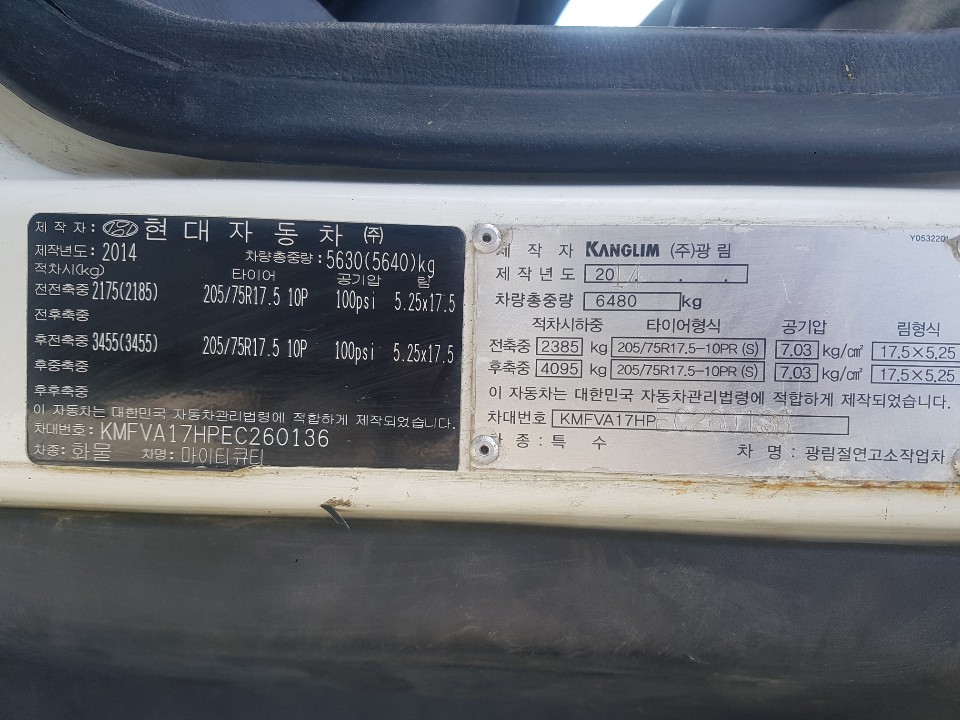 제 작 자 : 현 대 자 동 차 ㈜
제작년도: 2014 차량총중량: 5630(5640)kg
적차시(kg) 타이어 공기압 림
전전축중 2175(2185) 205/75R17.5 10P 100psi 5.25x17.5
전후축중
후전축중 3455(3455) 205/75R17.5 10P 100psi 5.25x17.5
후중축중
후후축중
이 자동차는 대한민국 자동차관리법령에 적합하게 제작되었습니다.
차대번호: KMFVA17HPEC260136
차종: 화물 차명: 마이티큐티
Y053220
제 작 자 KANGLIM (주)광 림
제 작 년 도 2014 . .
차량총중량 6480 kg
적차시하중 타이어형식 공기압 림형식
전축중 2385 kg 205/75R17.5-10PR (S) 7.03 kg/㎠ 17.5×5.25
후축중 4095 kg 205/75R17.5-10PR (S) 7.03 kg/㎠ 17.5×5.25
이 자동차는 대한민국 자동차관리법령에 적합하게 제작되었습니다.
차대번호 KMFVA17HPEC260136
차 종 : 특 수 차 명 : 광림절연고소작업차